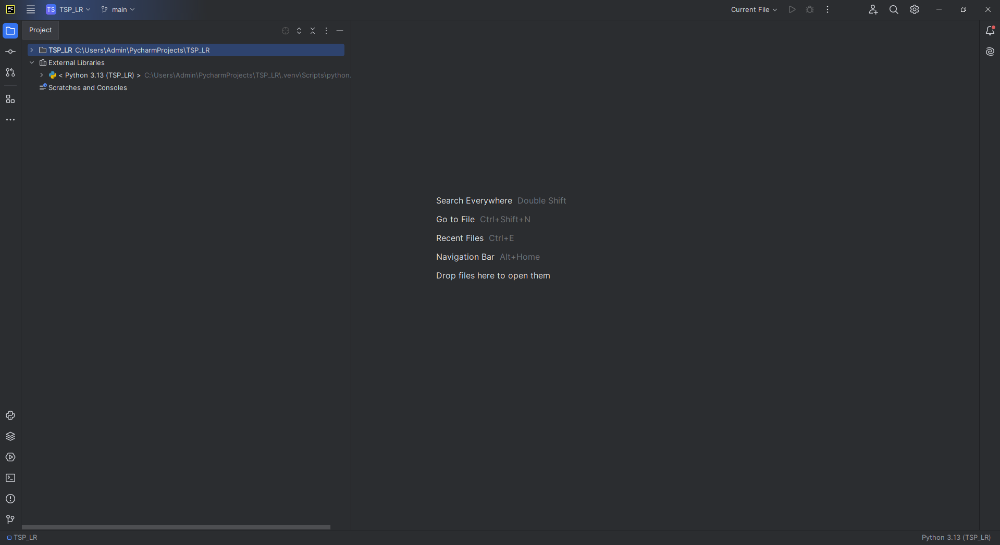 PC TS TSP_LR main Current File
Project
TSP_LR C:\Users\Admin\PycharmProjects\TSP_LR
External Libraries
< Python 3.13 (TSP_LR) > C:\Users\Admin\PycharmProjects\TSP_LR\.venv\Scripts\python.
Scratches and Consoles
Search Everywhere Double Shift
Go to File Ctrl+Shift+N
Recent Files Ctrl+E
Navigation Bar Alt+Home
Drop files here to open them
TSP_LR Python 3.13 (TSP_LR)